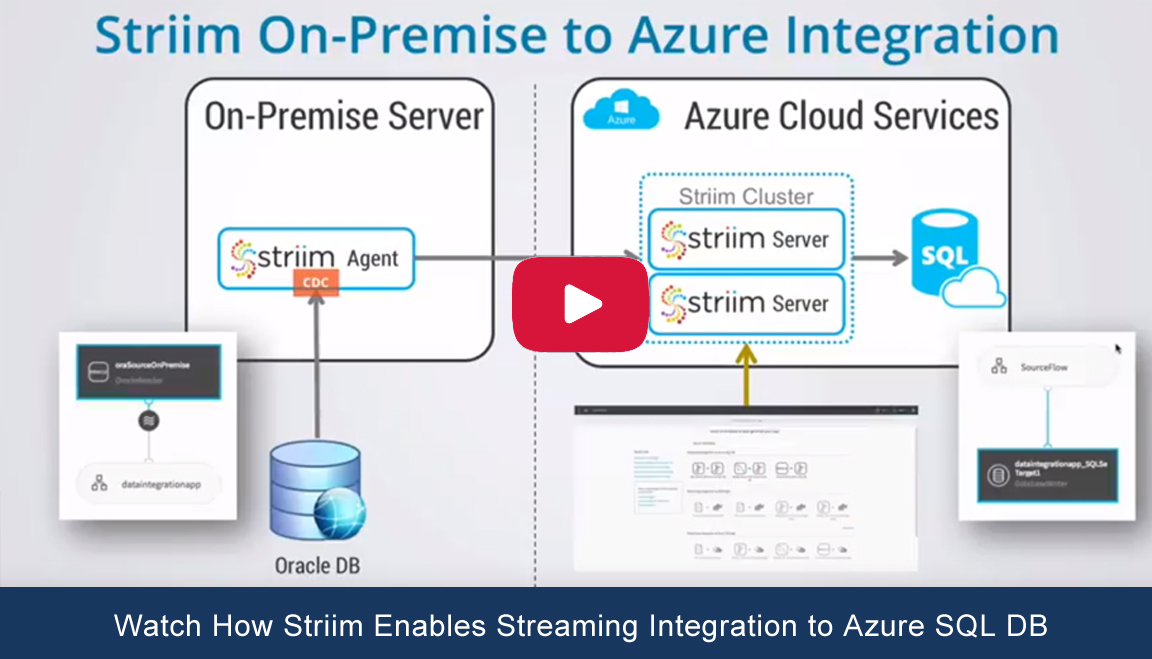 Striim On-Premise to Azure Integration
On-Premise Server
Azure
Azure Cloud Services
Striim Cluster
striim Server
striim Agent
CDC
SQL
striim Server
oraSourceOnPremise
OracleReader
dataintegrationapp
SourceFlow
dataintegrationapp_SQLSe
Target1
DatabaseWriter
Oracle DB
Watch How Striim Enables Streaming Integration to Azure SQL DB